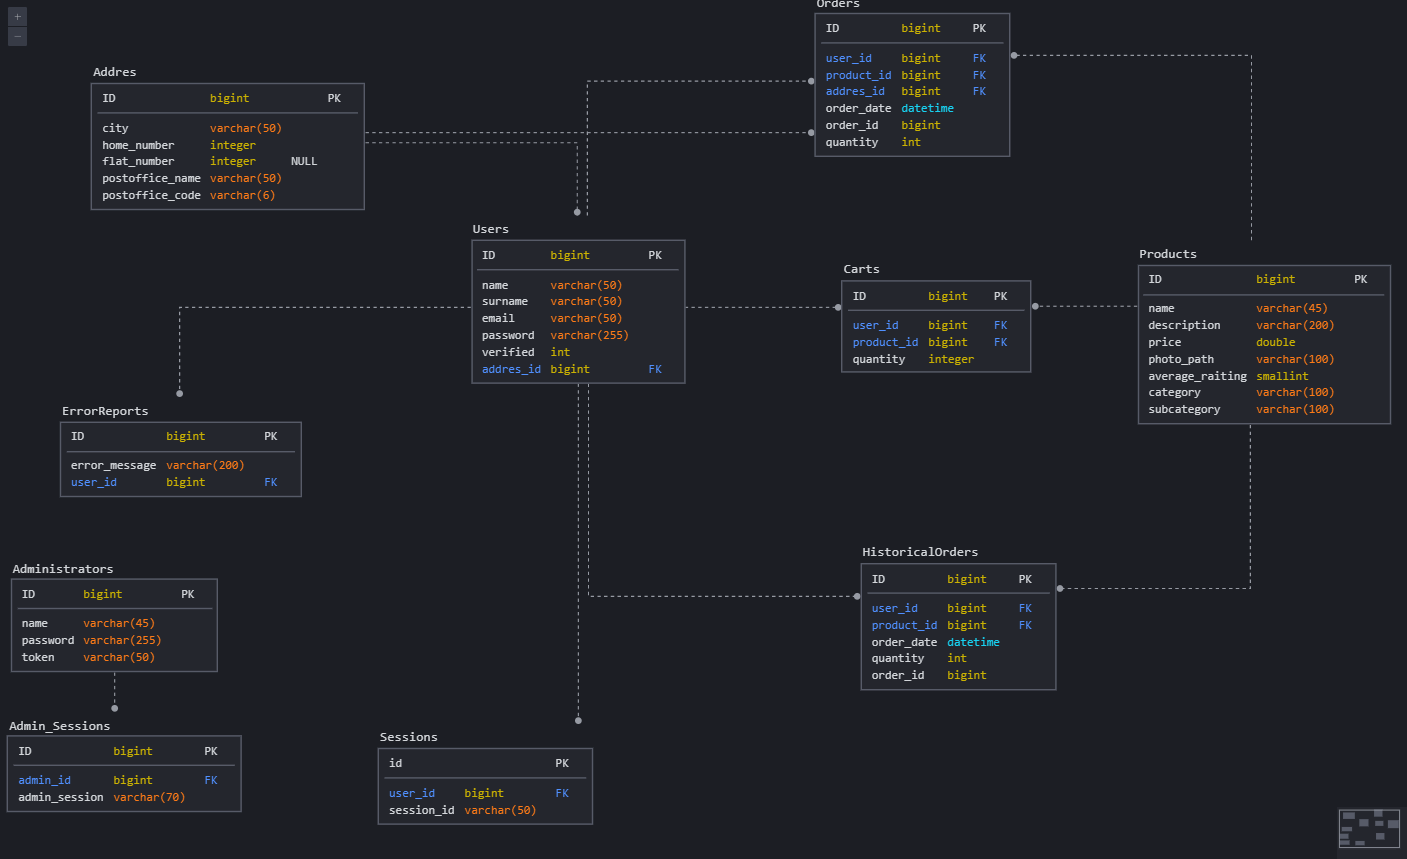 +
−
Orders
ID bigint PK
user_id bigint FK
product_id bigint FK
addres_id bigint FK
order_date datetime
order_id bigint
quantity int
Addres
ID bigint PK
city varchar(50)
home_number integer
flat_number integer NULL
postoffice_name varchar(50)
postoffice_code varchar(6)
Users
ID bigint PK
name varchar(50)
surname varchar(50)
email varchar(50)
password varchar(255)
verified int
addres_id bigint FK
Carts
ID bigint PK
user_id bigint FK
product_id bigint FK
quantity integer
Products
ID bigint PK
name varchar(45)
description varchar(200)
price double
photo_path varchar(100)
average_raiting smallint
category varchar(100)
subcategory varchar(100)
ErrorReports
ID bigint PK
error_message varchar(200)
user_id bigint FK
HistoricalOrders
ID bigint PK
user_id bigint FK
product_id bigint FK
order_date datetime
quantity int
order_id bigint
Administrators
ID bigint PK
name varchar(45)
password varchar(255)
token varchar(50)
Admin_Sessions
ID bigint PK
admin_id bigint FK
admin_session varchar(70)
Sessions
id PK
user_id bigint FK
session_id varchar(50)